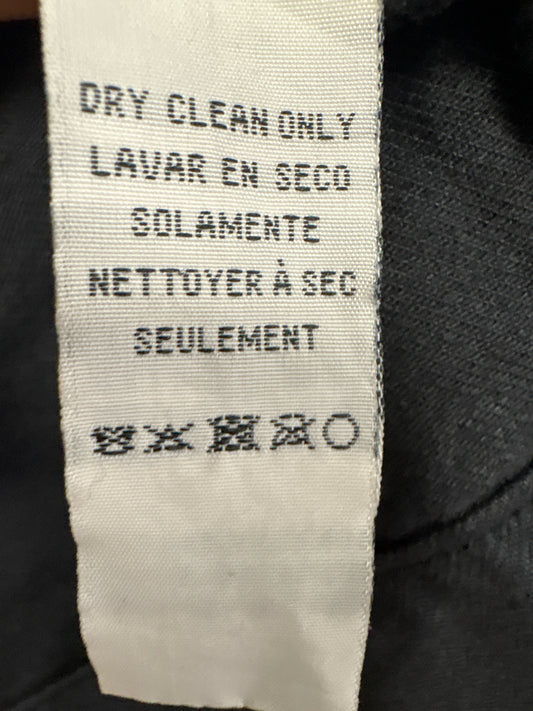 DRY CLEAN ONLY
LAVAR EN SECO
SOLAMENTE
NETTOYER À SEC
SEULEMENT